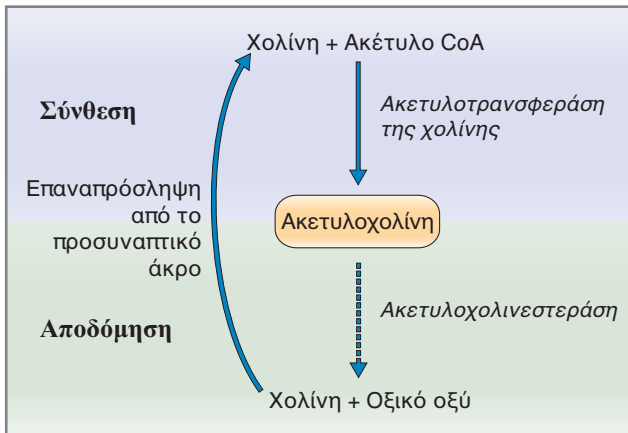 Χολίνη + Ακέτυλο CoA
Σύνθεση
Ακετυλοτρανσφεράση
της χολίνης
Επαναπρόσληψη
από το
προσυναπτικό
άκρο
Ακετυλοχολίνη
Αποδόμηση
Ακετυλοχολινεστεράση
Χολίνη + Οξικό οξύ